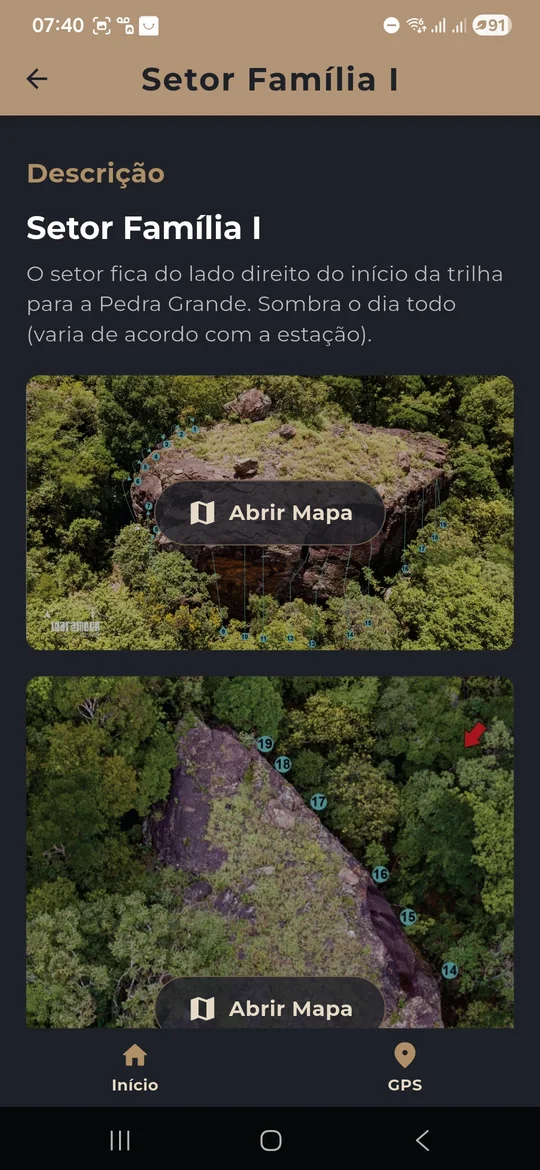 07:40
91
Setor Família I
Descrição
Setor Família I
O setor fica do lado direito do início da trilha
para a Pedra Grande. Sombra o dia todo
(varia de acordo com a estação).
Abrir Mapa
19
18
17
16
15
14
Abrir Mapa
Início
GPS